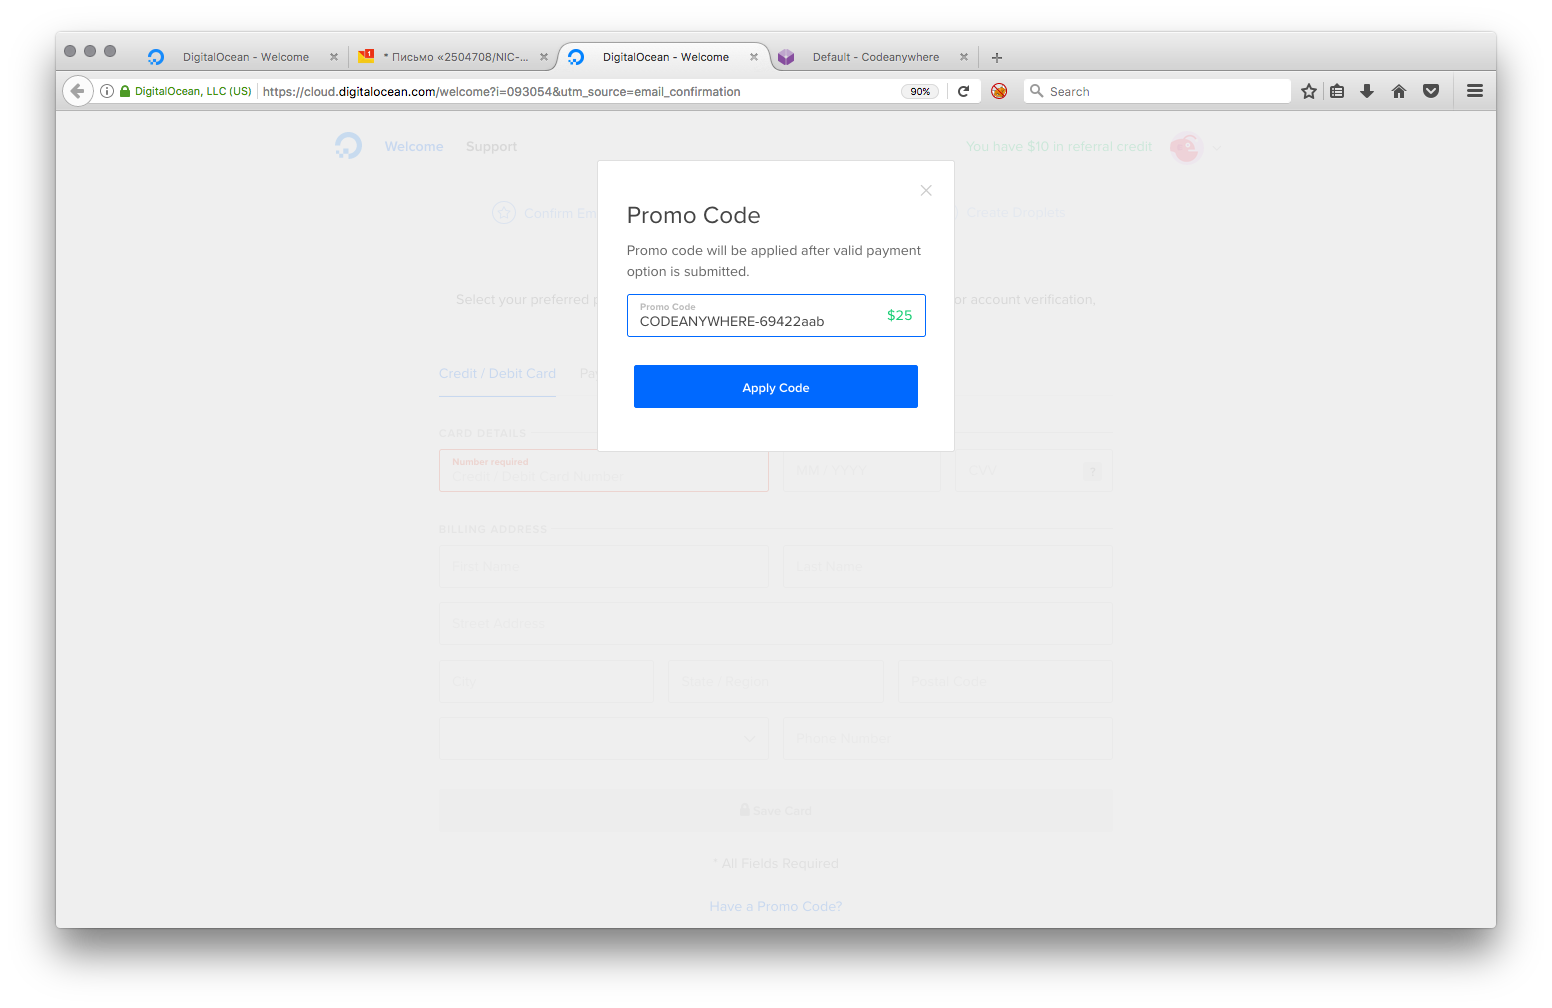 DigitalOcean - Welcome
* Письмо «2504708/NIC-...
DigitalOcean - Welcome
Default - Codeanywhere
DigitalOcean, LLC (US)
https://cloud.digitalocean.com/welcome?i=093054&utm_source=email_confirmation
90%
Search
Welcome
Support
You have $10 in referral credit
Confirm Em
Create Droplets
Promo Code
Promo code will be applied after valid payment
option is submitted.
Select your preferred p
or account verification,
Promo Code
CODEANYWHERE-69422aab
$25
Apply Code
Credit / Debit Card
Pa
CARD DETAILS
Number required
Credit / Debit Card Number
MM / YYYY
CVV
?
BILLING ADDRESS
First Name
Last Name
Street Address
City
State / Region
Postal Code
Phone Number
Save Card
* All Fields Required
Have a Promo Code?